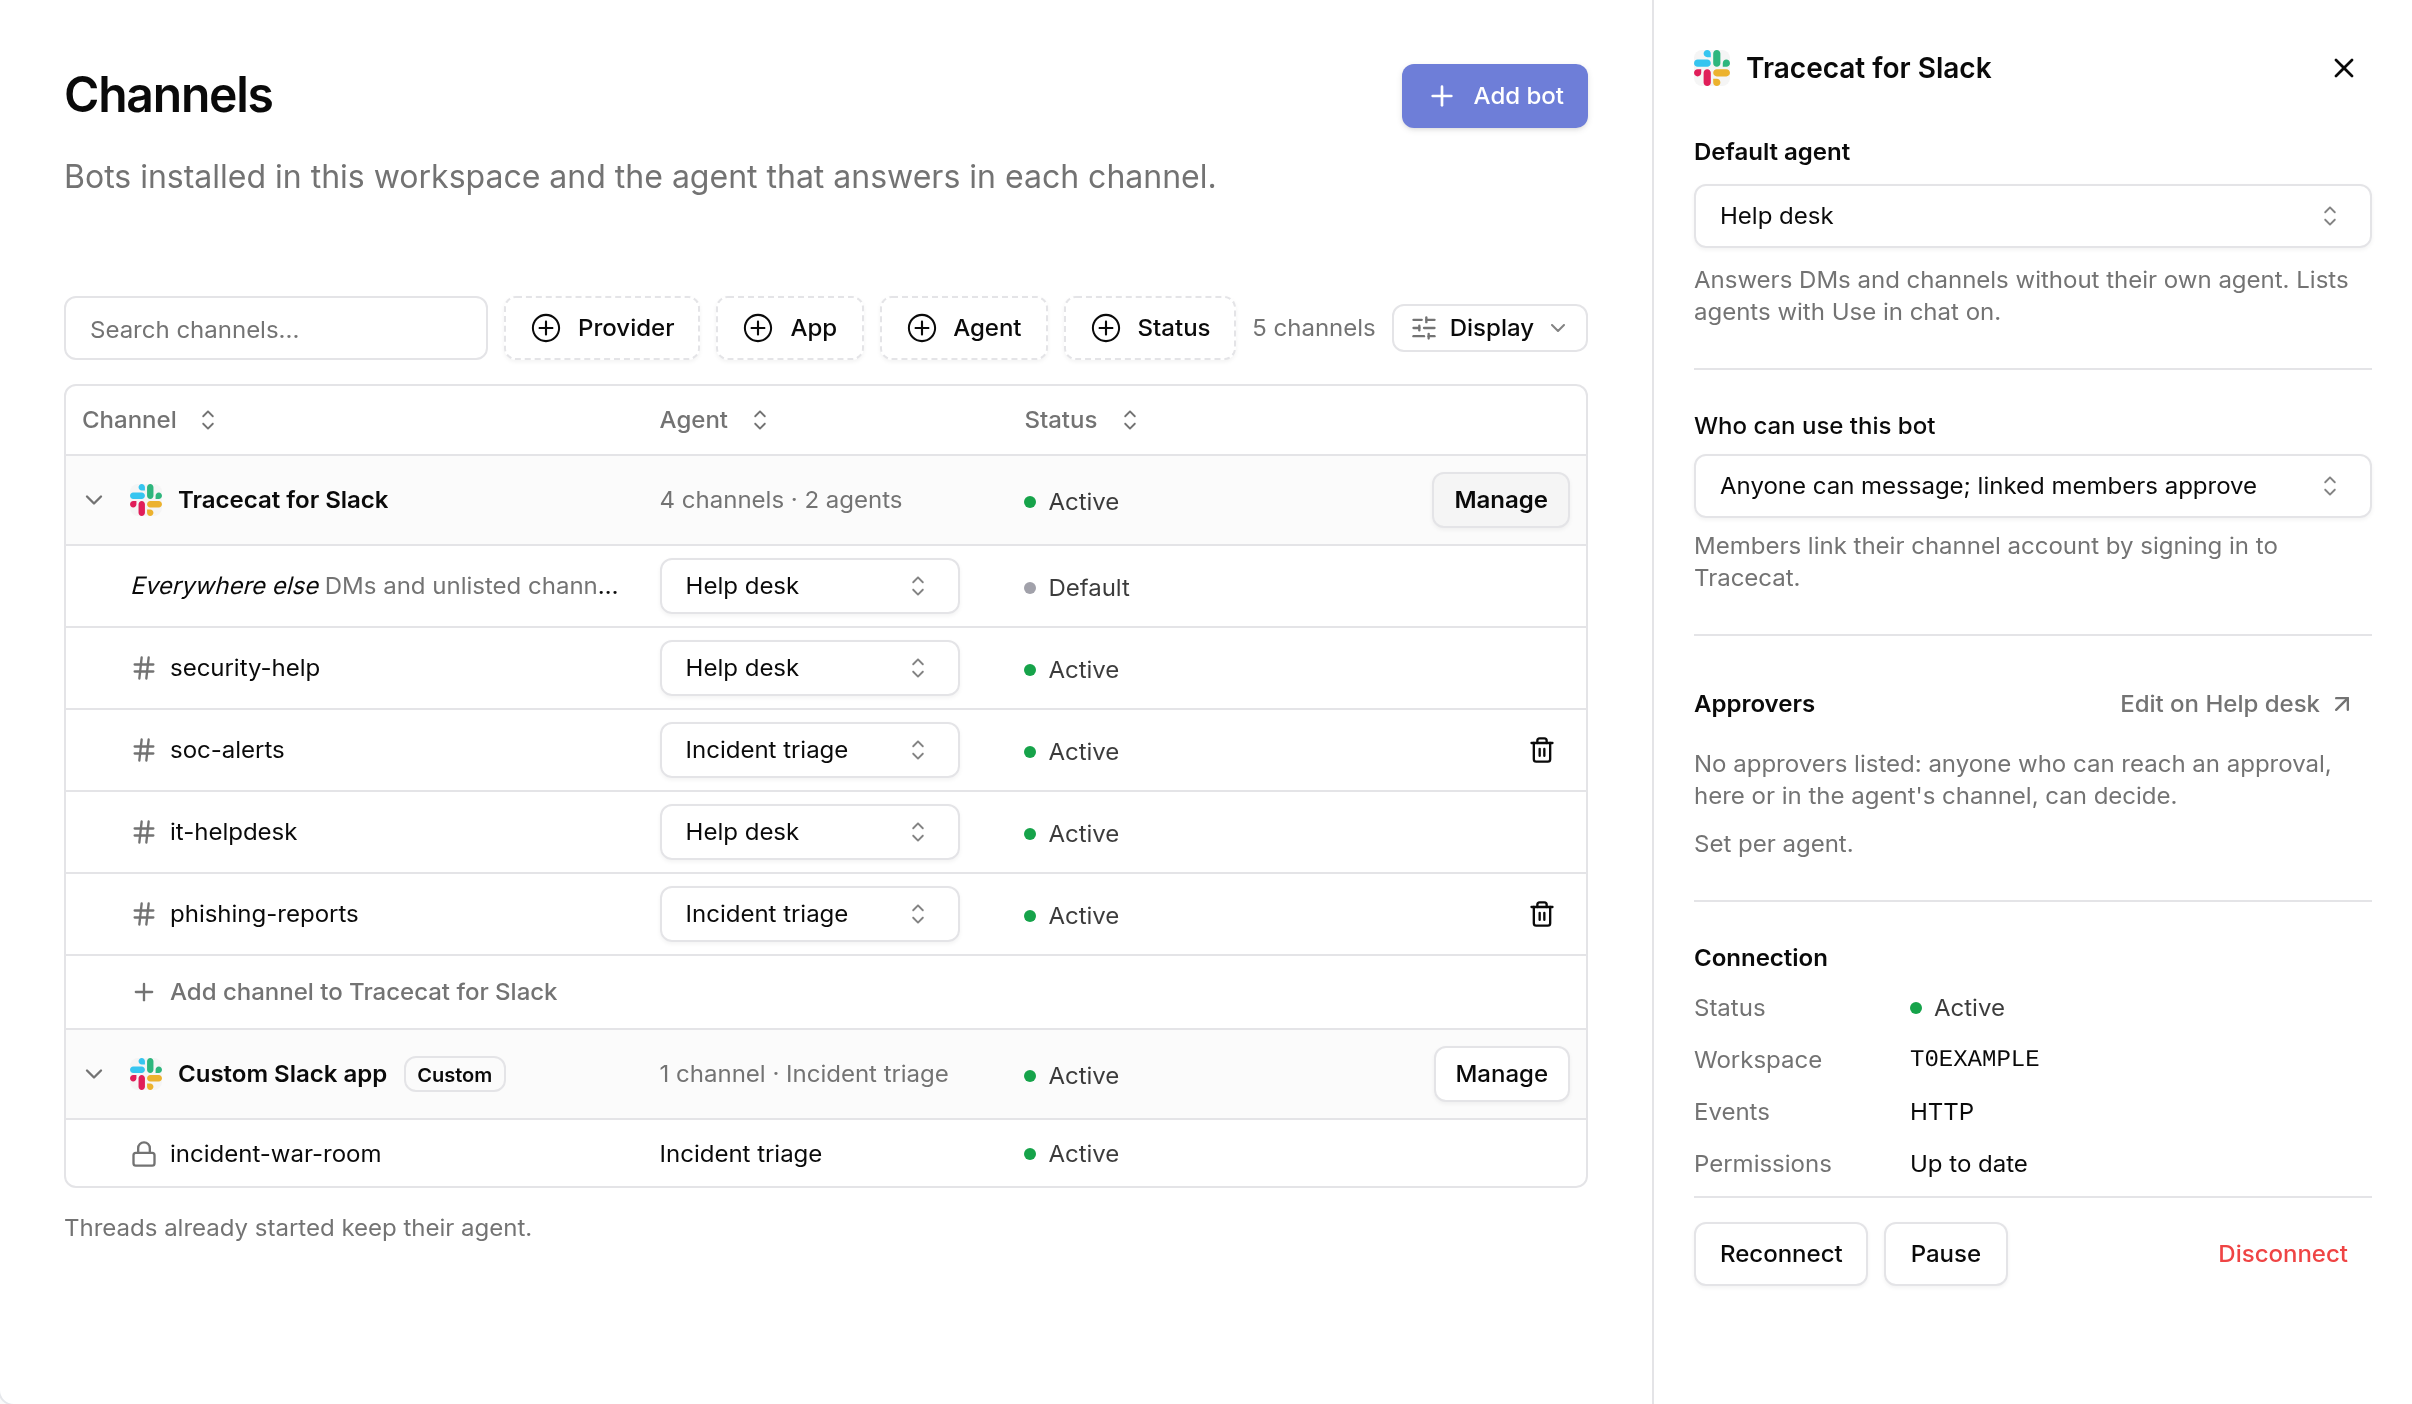 Channels
Add bot
Bots installed in this workspace and the agent that answers in each channel.
Search channels...
Provider
App
Agent
Status
5 channels
Display
Channel
Agent
Status
Tracecat for Slack
4 channels · 2 agents
Active
Manage
Everywhere else DMs and unlisted chann...
Help desk
Default
security-help
Help desk
Active
soc-alerts
Incident triage
Active
it-helpdesk
Help desk
Active
phishing-reports
Incident triage
Active
Add channel to Tracecat for Slack
Custom Slack app
Custom
1 channel · Incident triage
Active
Manage
incident-war-room
Incident triage
Active
Threads already started keep their agent.
Tracecat for Slack
Default agent
Help desk
Answers DMs and channels without their own agent. Lists
agents with Use in chat on.
Who can use this bot
Anyone can message; linked members approve
Members link their channel account by signing in to
Tracecat.
Approvers
Edit on Help desk
No approvers listed: anyone who can reach an approval,
here or in the agent's channel, can decide.
Set per agent.
Connection
Status
Active
Workspace
T0EXAMPLE
Events
HTTP
Permissions
Up to date
Reconnect
Pause
Disconnect